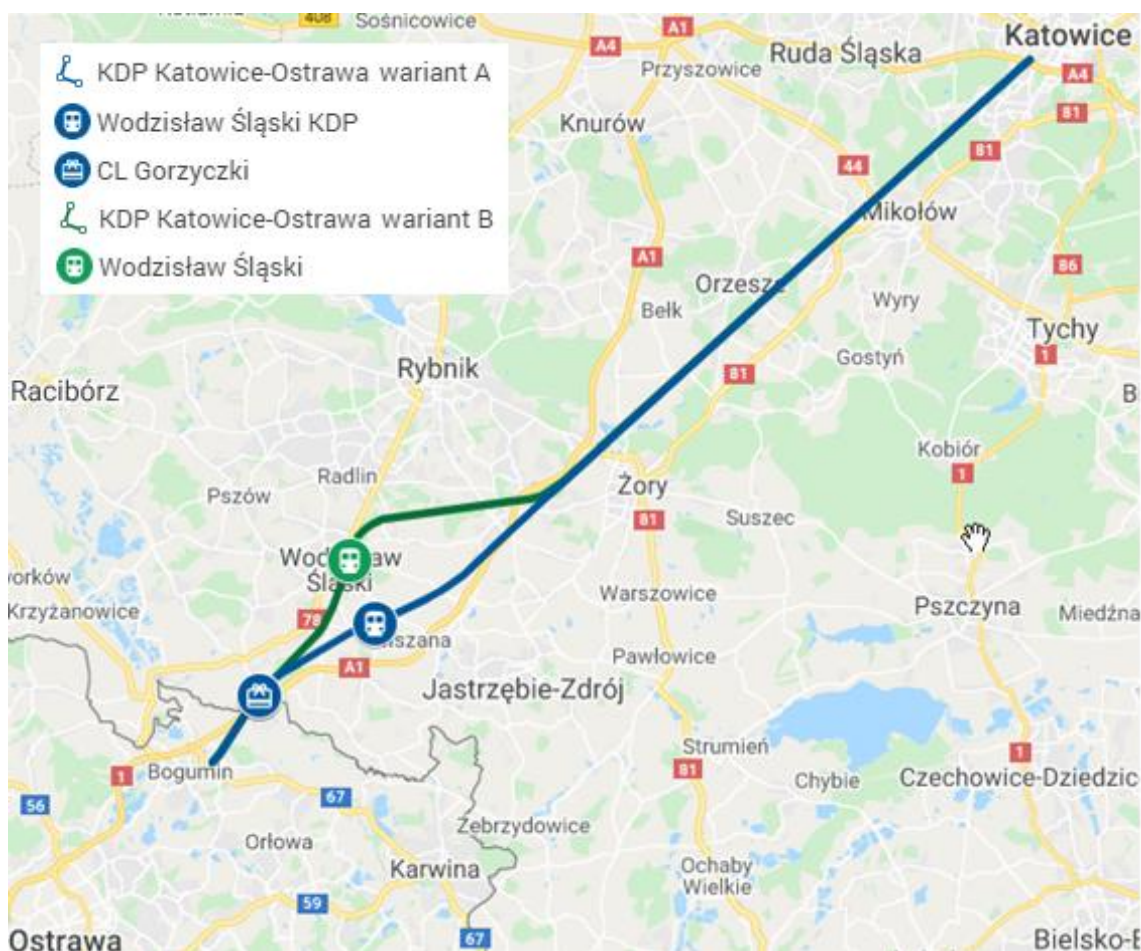 408
Sośnicowice
A1
Katowice
A4
Ruda Śląska
Przyszowice
A4
81
KDP Katowice-Ostrawa wariant A
Wodzisław Śląski KDP
CL Gorzyczki
KDP Katowice-Ostrawa wariant B
Wodzisław Śląski
Knurów
81
44
Mikołów
A1
86
Orzesze
Bełk
Wyry
Tychy
Rybnik
Gostyń
1
81
Racibórz
B
Kobiór
1
Radlin
Żory
Pszów
81
Suszec
Śląski
Warszowice
Krzyżanowice
78
Pszczyna
Miedźna
Pawłowice
A1
Jastrzębie-Zdrój
Strumień
1
Bogumin
1
81
Chybie
Czechowice-Dziedzic
67
56
Zebrzydowice
Orłowa
Karwina
Ochaby
Wielkie
59
67
Ostrawa
Bielsko-